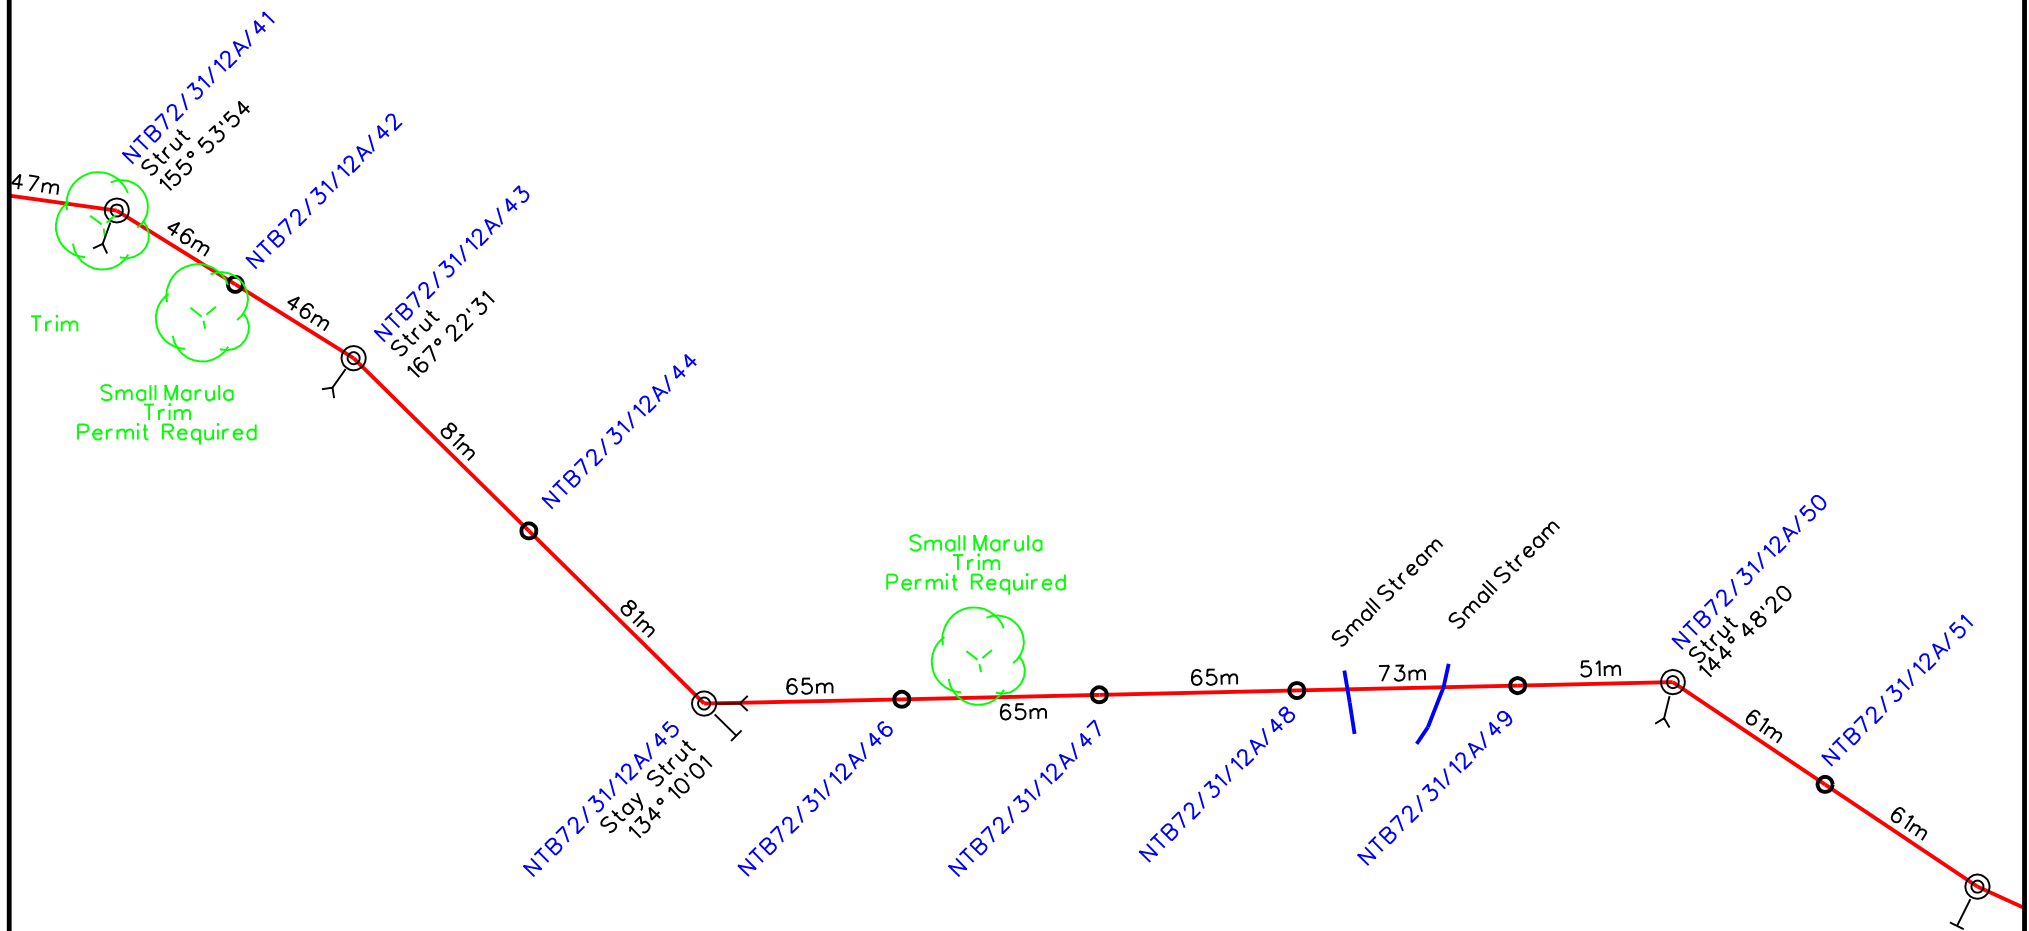 NTB72/31/12A/41
Strut
155° 53'54
47m
46m
NTB72/31/12A/42
Trim
46m
NTB72/31/12A/43
Strut
167° 22'31
Small Marula
Trim
Permit Required
81m
NTB72/31/12A/44
81m
NTB72/31/12A/45
Stay Strut
134° 10'01
65m
NTB72/31/12A/46
Small Marula
Trim
Permit Required
65m
NTB72/31/12A/47
65m
NTB72/31/12A/48
Small Stream
73m
Small Stream
NTB72/31/12A/49
51m
NTB72/31/12A/50
Strut
144° 48'20
61m
NTB72/31/12A/51
61m